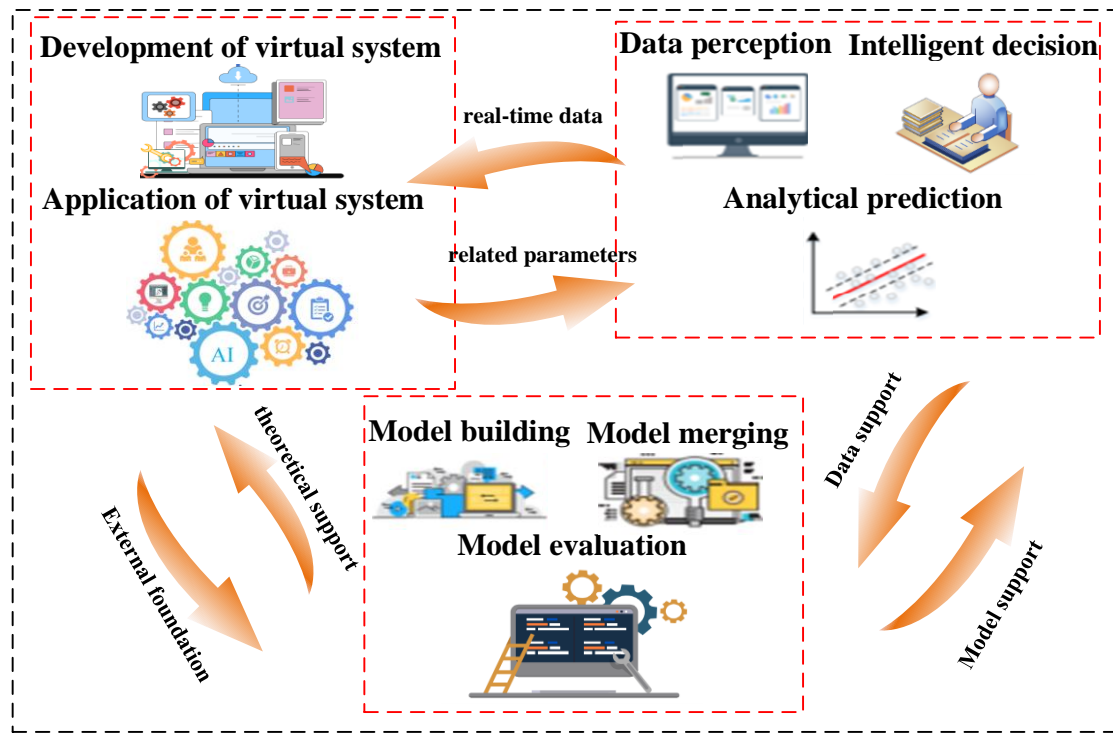 Development of virtual system
Application of virtual system
AI
real-time data
related parameters
Data perception
Intelligent decision
Analytical prediction
theoretical support
External foundation
Model building
Model merging
Model evaluation
Data support
Model support